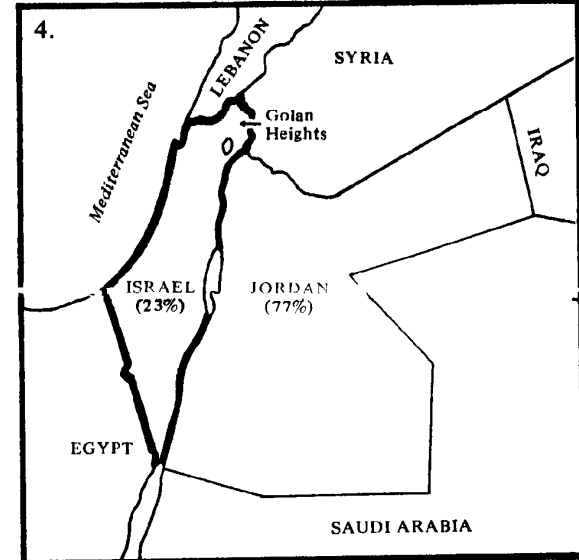 4.
LEBANON
SYRIA
Mediterranean Sea
Golan
Heights
IRAQ
ISRAEL
(23%)
JORDAN
(77%)
EGYPT
SAUDI ARABIA